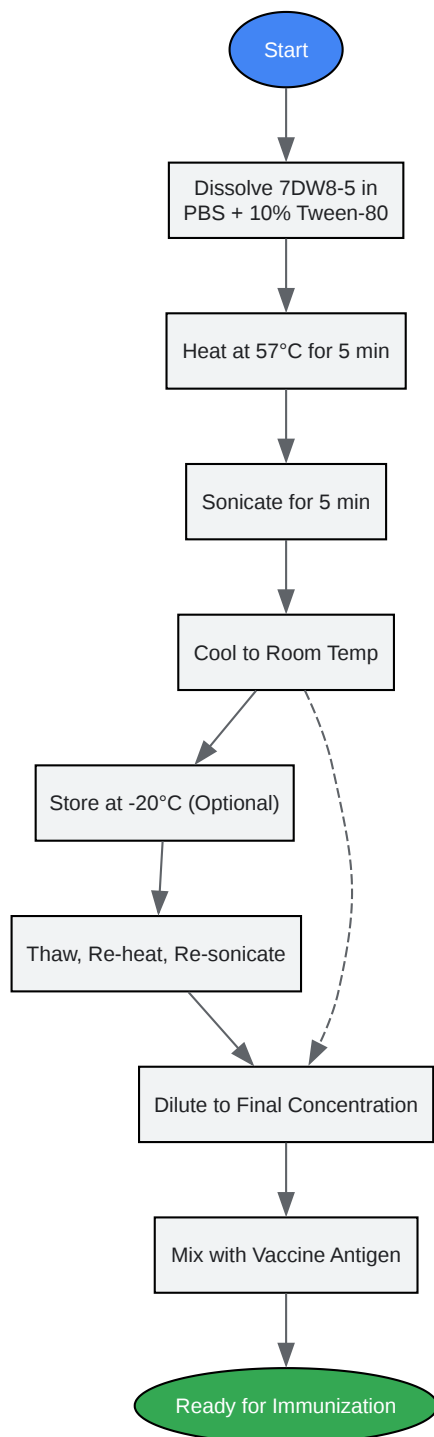 Start
Dissolve 7DW8-5 in
PBS + 10% Tween-80
Heat at 57°C for 5 min
Sonicate for 5 min
Cool to Room Temp
Store at -20°C (Optional)
Thaw, Re-heat, Re-sonicate
Dilute to Final Concentration
Mix with Vaccine Antigen
Ready for Immunization